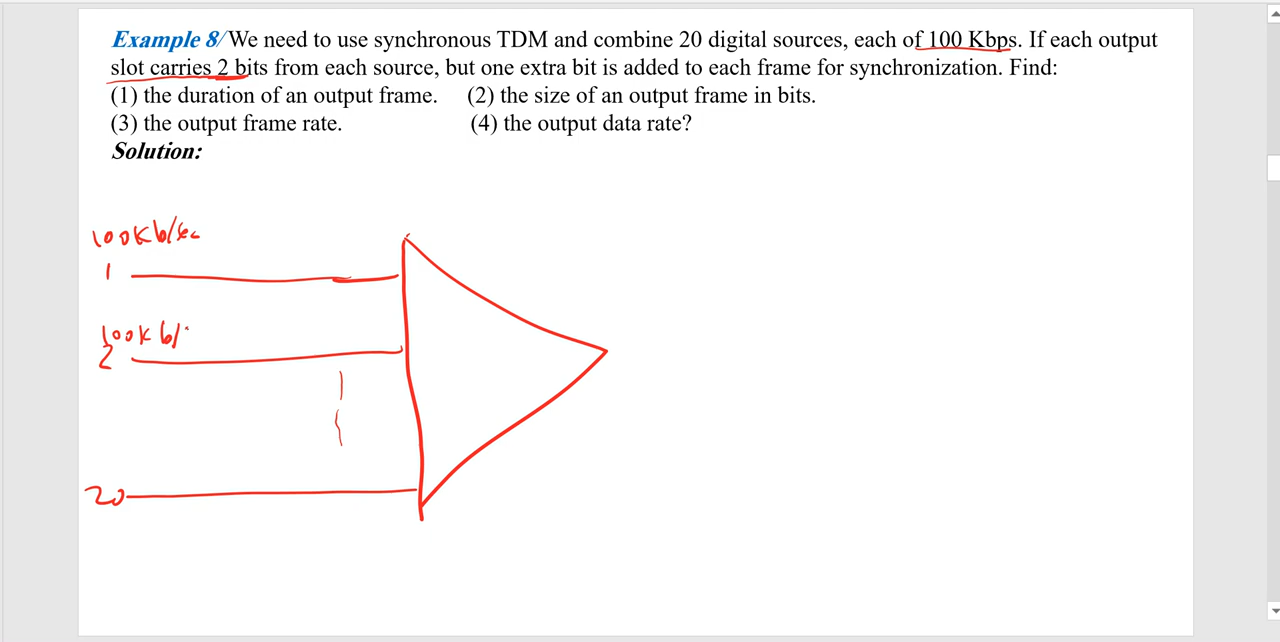 Example 8/ We need to use synchronous TDM and combine 20 digital sources, each of 100 Kbps. If each output
slot carries 2 bits from each source, but one extra bit is added to each frame for synchronization. Find:
(1) the duration of an output frame. (2) the size of an output frame in bits.
(3) the output frame rate. (4) the output data rate?
Solution:
100Kb/sec
1
100K b/
2
20